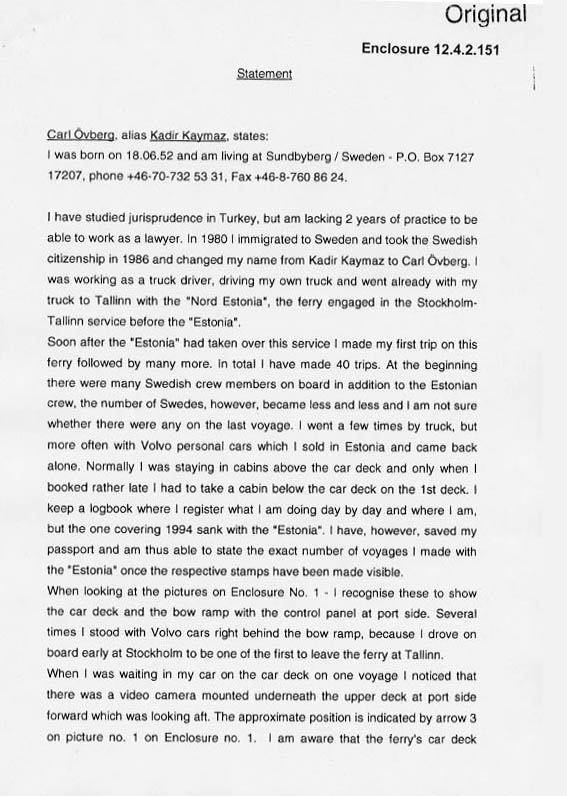 Original
Enclosure 12.4.2.151
Statement
Carl Övberg, alias Kadir Kaymaz, states:
I was born on 18.06.52 and am living at Sundbyberg / Sweden - P.O. Box 7127
17207, phone +46-70-732 53 31, Fax +46-8-760 86 24.
I have studied jurisprudence in Turkey, but am lacking 2 years of practice to be
able to work as a lawyer. In 1980 I immigrated to Sweden and took the Swedish
citizenship in 1986 and changed my name from Kadir Kaymaz to Carl Övberg. I
was working as a truck driver, driving my own truck and went already with my
truck to Tallinn with the "Nord Estonia", the ferry engaged in the Stockholm-
Tallinn service before the "Estonia".
Soon after the "Estonia" had taken over this service I made my first trip on this
ferry followed by many more. In total I have made 40 trips. At the beginning
there were many Swedish crew members on board in addition to the Estonian
crew, the number of Swedes, however, became less and less and I am not sure
whether there were any on the last voyage. I went a few times by truck, but
more often with Volvo personal cars which I sold in Estonia and came back
alone. Normally I was staying in cabins above the car deck and only when I
booked rather late I had to take a cabin below the car deck on the 1st deck. I
keep a logbook where I register what I am doing day by day and where I am,
but the one covering 1994 sank with the "Estonia". I have, however, saved my
passport and am thus able to state the exact number of voyages I made with
the "Estonia" once the respective stamps have been made visible.
When looking at the pictures on Enclosure No. 1 - I recognise these to show
the car deck and the bow ramp with the control panel at port side. Several
times I stood with Volvo cars right behind the bow ramp, because I drove on
board early at Stockholm to be one of the first to leave the ferry at Tallinn.
When I was waiting in my car on the car deck on one voyage I noticed that
there was a video camera mounted underneath the upper deck at port side
forward which was looking aft. The approximate position is indicated by arrow 3
on picture no. 1 on Enclosure no. 1. I am aware that the ferry's car deck